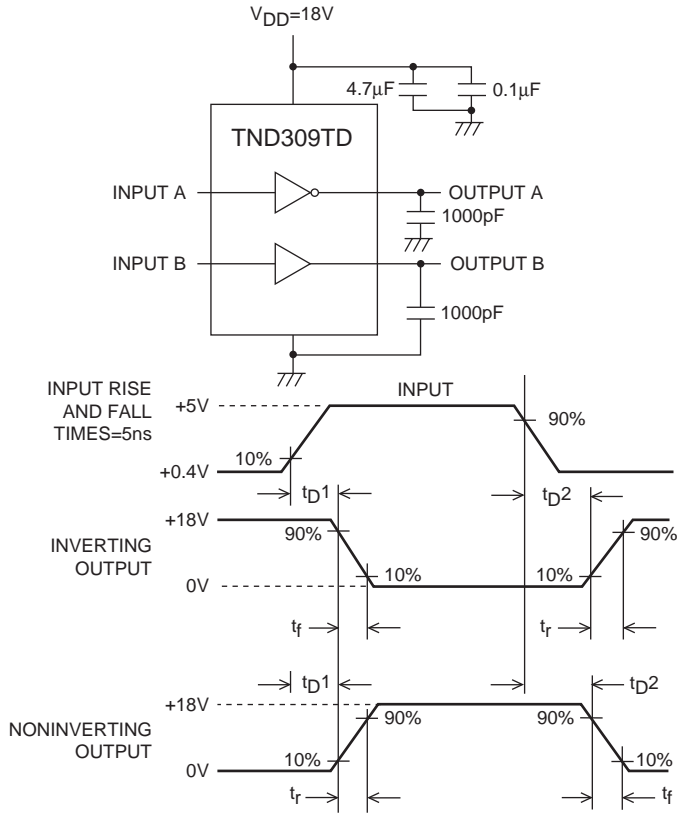 VDD=18V
4.7µF
0.1µF
TND309TD
INPUT A
OUTPUT A
1000pF
INPUT B
OUTPUT B
1000pF
INPUT RISE
AND FALL
TIMES=5ns
+5V
INPUT
90%
10%
+0.4V
tD1
tD2
+18V
90%
90%
INVERTING
OUTPUT
10%
10%
0V
tf
tr
tD1
tD2
+18V
90%
90%
NONINVERTING
OUTPUT
10%
10%
0V
tr
tf